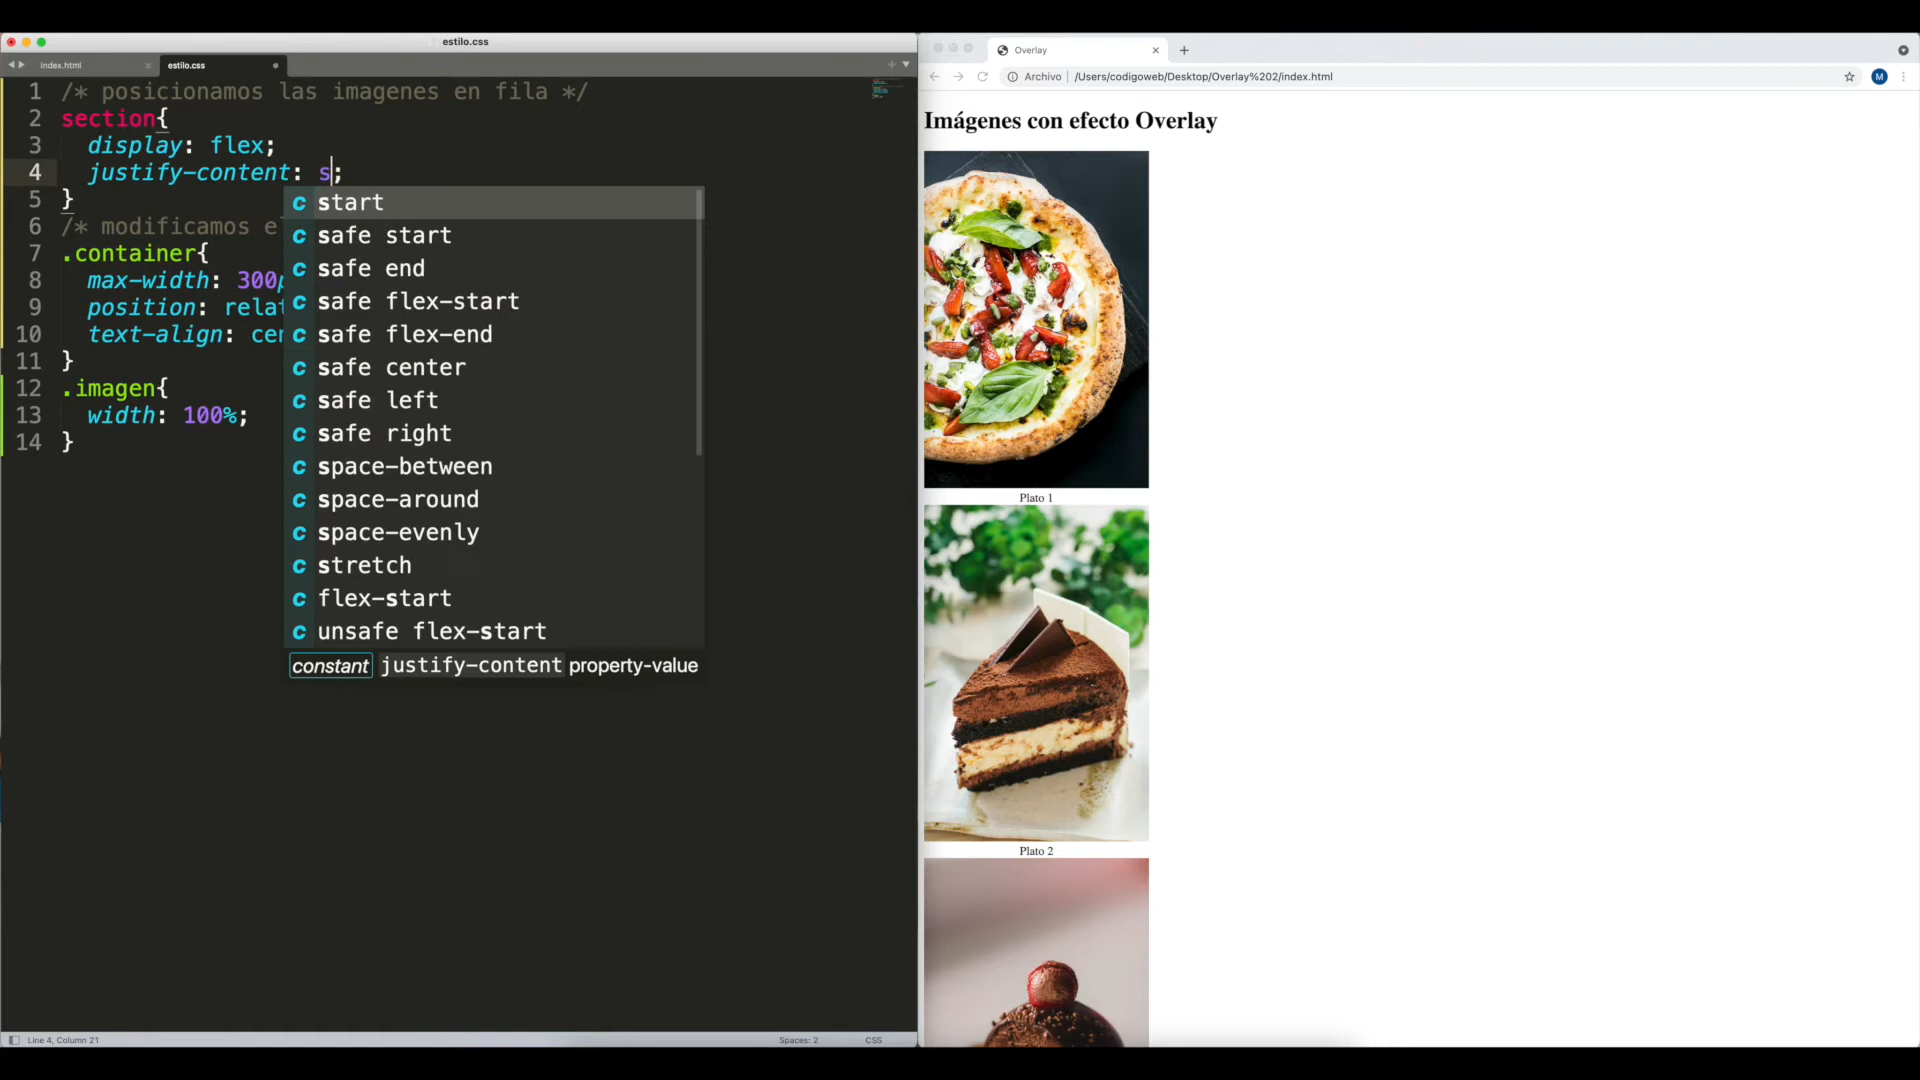 estilo.css
index.html
estilo.css
1 /* posicionamos las imagenes en fila */
2 section{
3 display: flex;
4 justify-content: s;
5 }
6 /* modificamos e
7 .container{
8 max-width: 300p
9 position: relat
10 text-align: cen
11 }
12 .imagen{
13 width: 100%;
14 }
c start
c safe start
c safe end
c safe flex-start
c safe flex-end
c safe center
c safe left
c safe right
c space-between
c space-around
c space-evenly
c stretch
c flex-start
c unsafe flex-start
constant justify-content property-value
Line 4, Column 21
Spaces: 2
CSS
Overlay
Archivo | /Users/codigoweb/Desktop/Overlay%202/index.html
M
Imágenes con efecto Overlay
Plato 1
Plato 2